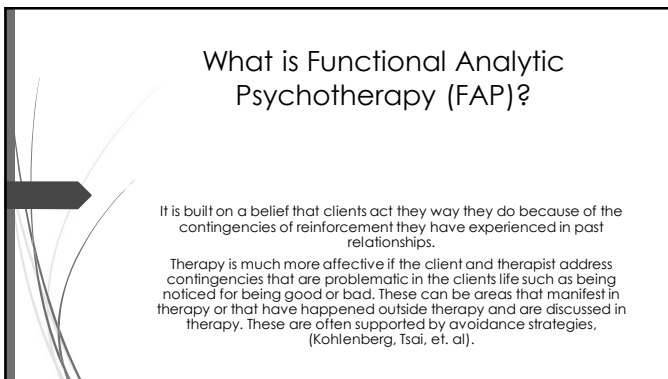 What is Functional Analytic
Psychotherapy (FAP)?
It is built on a belief that clients act they way they do because of the
contingencies of reinforcement they have experienced in past
relationships.
Therapy is much more affective if the client and therapist address
contingencies that are problematic in the clients life such as being
noticed for being good or bad. These can be areas that manifest in
therapy or that have happened outside therapy and are discussed in
therapy. These are often supported by avoidance strategies,
(Kohlenberg, Tsai, et. al).